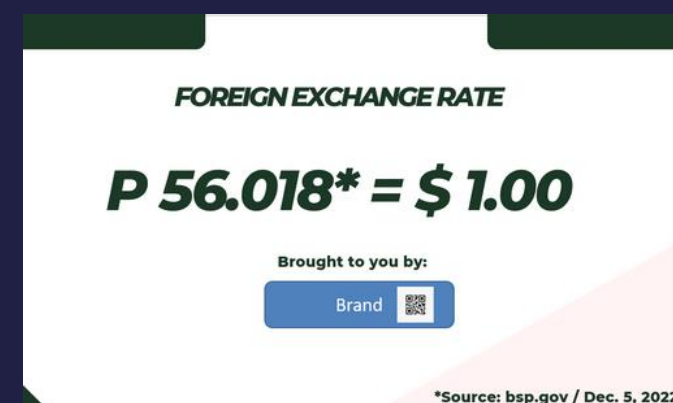 FOREIGN EXCHANGE RATE
P 56.018* = $ 1.00
Brought to you by:
Brand
*Source: bsp.gov / Dec. 5, 2022